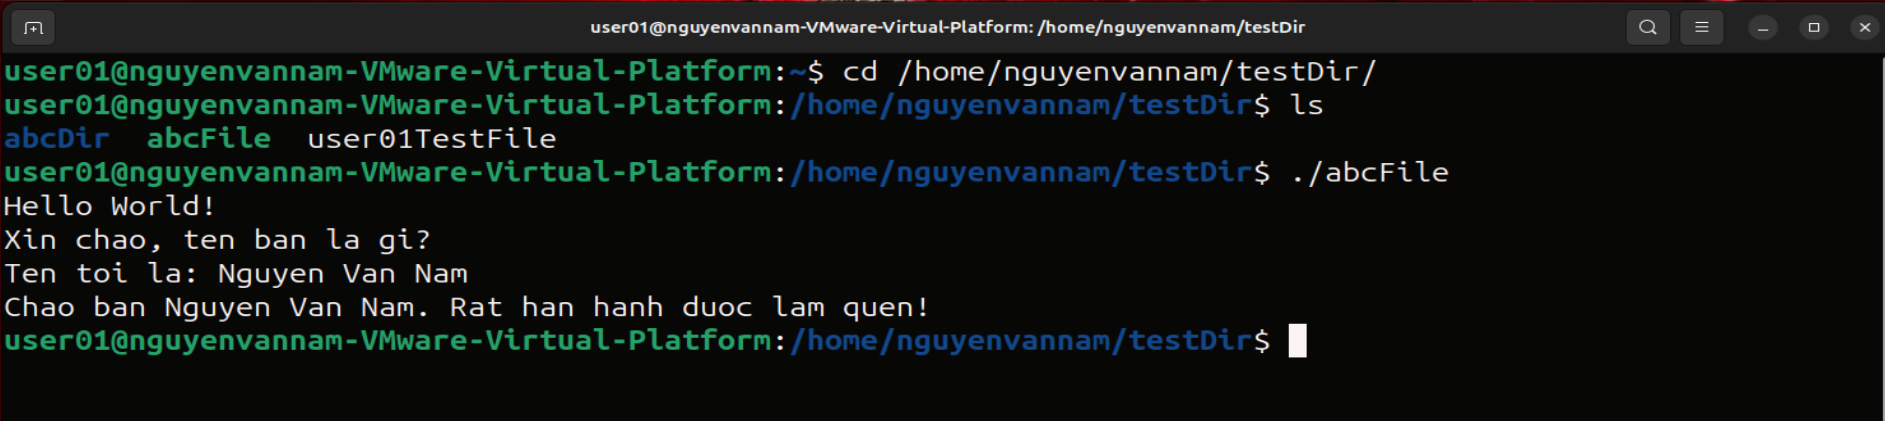 user01@nguyenvannam-VMware-Virtual-Platform: /home/nguyenvannam/testDir
user01@nguyenvannam-VMware-Virtual-Platform:~$ cd /home/nguyenvannam/testDir/
user01@nguyenvannam-VMware-Virtual-Platform:/home/nguyenvannam/testDir$ ls
abcDir  abcFile  user01TestFile
user01@nguyenvannam-VMware-Virtual-Platform:/home/nguyenvannam/testDir$ ./abcFile
Hello World!
Xin chao, ten ban la gi?
Ten toi la: Nguyen Van Nam
Chao ban Nguyen Van Nam. Rat han hanh duoc lam quen!
user01@nguyenvannam-VMware-Virtual-Platform:/home/nguyenvannam/testDir$